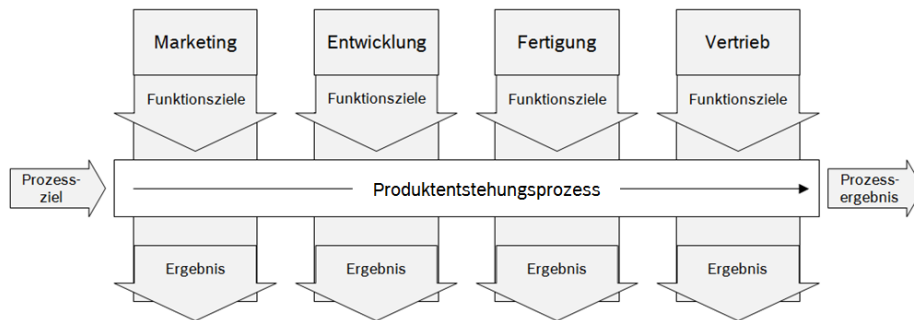 Marketing
Entwicklung
Fertigung
Vertrieb
Funktionsziele
Funktionsziele
Funktionsziele
Funktionsziele
Prozess-
ziel
Produktentstehungsprozess
Prozess-
ergebnis
Ergebnis
Ergebnis
Ergebnis
Ergebnis